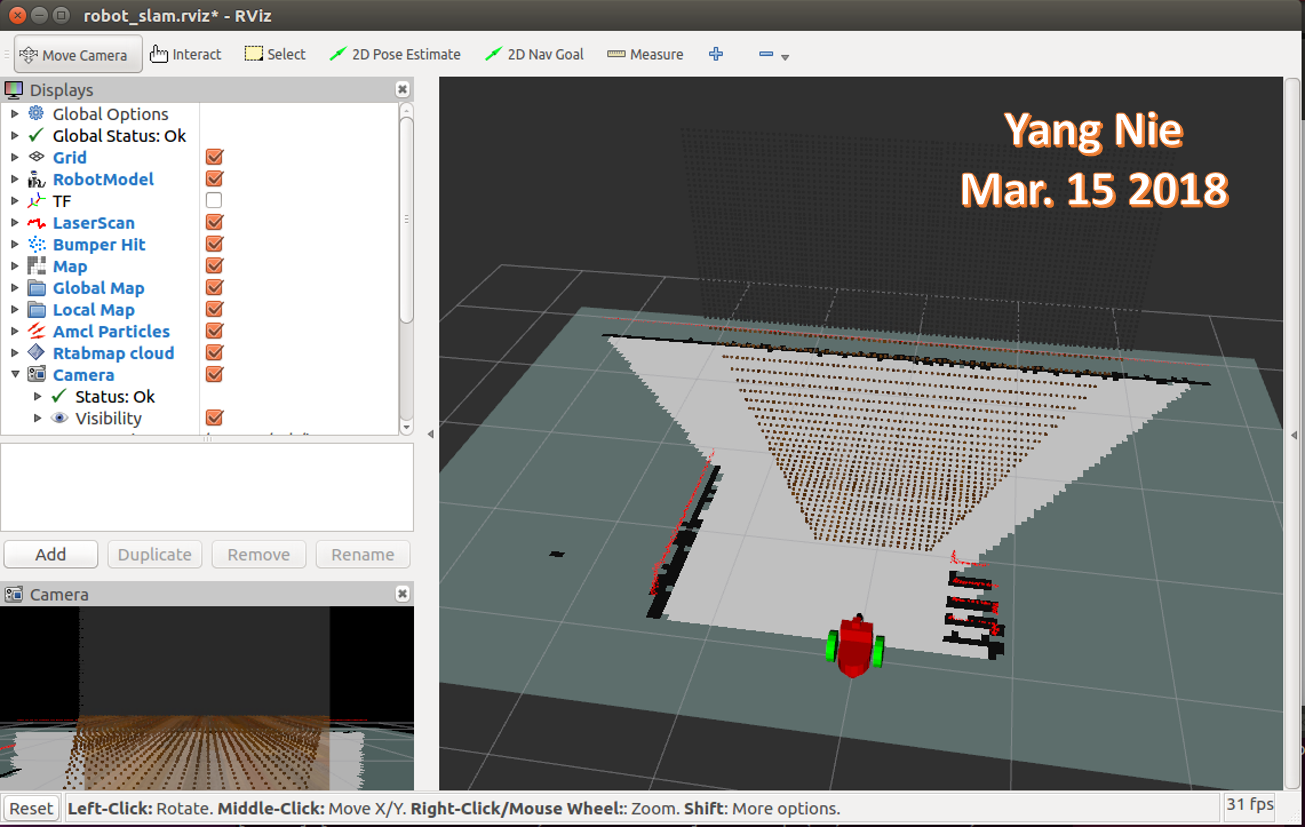 robot_slam.rviz* - RViz
Move Camera
Interact
Select
2D Pose Estimate
2D Nav Goal
Measure
Displays
Global Options
Global Status: Ok
Grid
RobotModel
TF
LaserScan
Bumper Hit
Map
Global Map
Local Map
Amcl Particles
Rtabmap cloud
Camera
Status: Ok
Visibility
Add
Duplicate
Remove
Rename
Camera
Yang Nie
Mar. 15 2018
Reset
Left-Click: Rotate. Middle-Click: Move X/Y. Right-Click/Mouse Wheel:: Zoom. Shift: More options.
31 fps